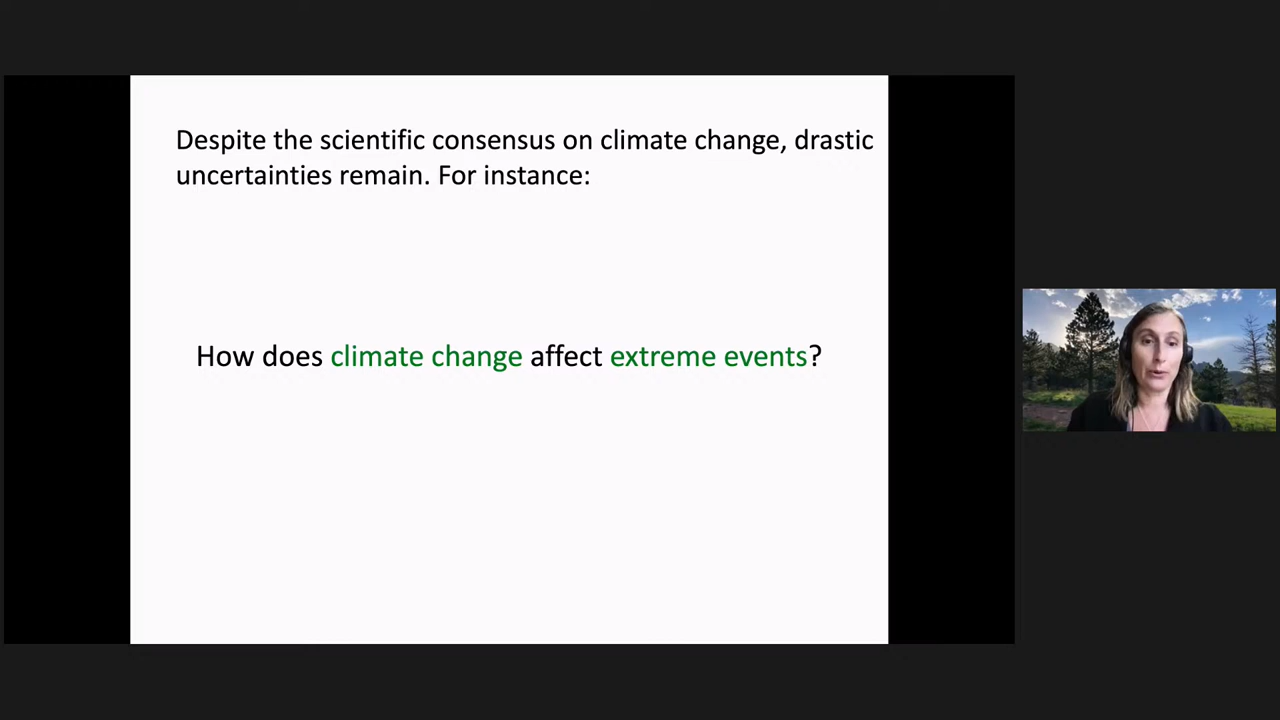 Despite the scientific consensus on climate change, drastic
uncertainties remain. For instance:
How does climate change affect extreme events?